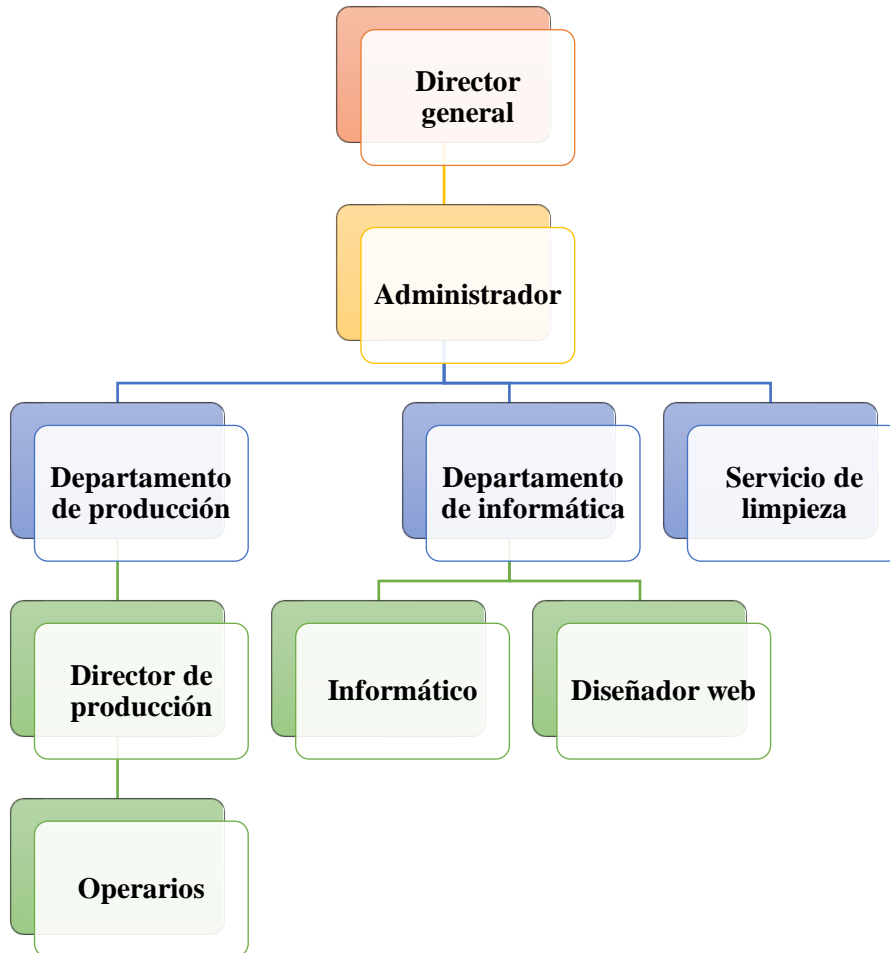 Director
general
Administrador
Departamento
de producción
Departamento
de informática
Servicio de
limpieza
Director de
producción
Informático
Diseñador web
Operarios